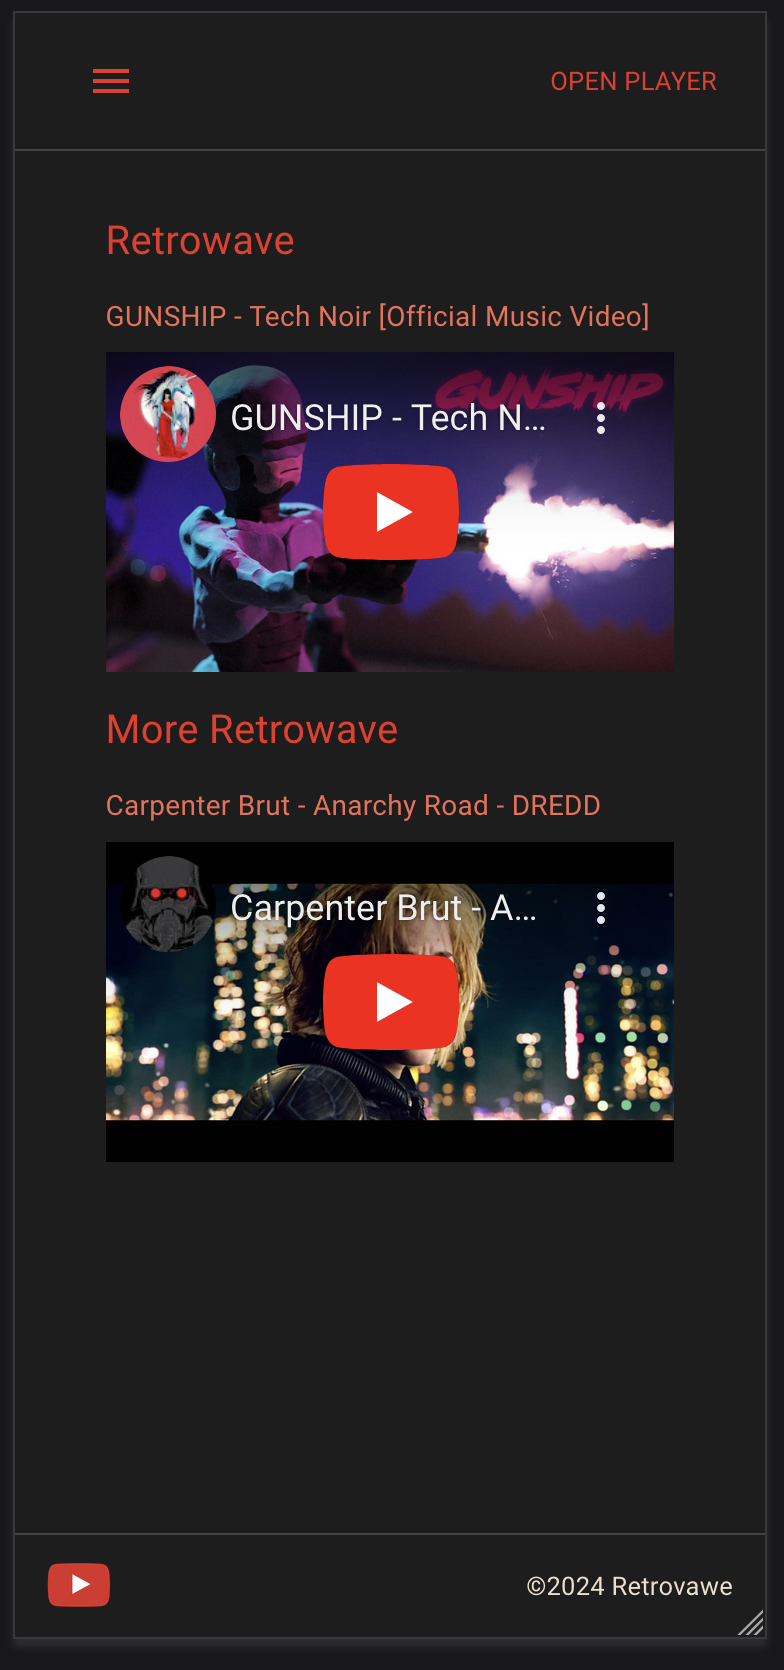 OPEN PLAYER
Retrowave
GUNSHIP - Tech Noir [Official Music Video]
GUNSHIP
GUNSHIP - Tech N...
More Retrowave
Carpenter Brut - Anarchy Road - DREDD
Carpenter Brut - A...
©2024 Retrovawe